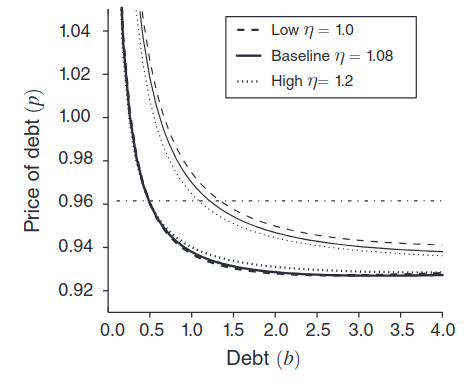 1.04
1.02
1.00
0.98
0.96
0.94
0.92
Price of debt (p)
Low η = 1.0
Baseline η = 1.08
High η= 1.2
0.0 0.5 1.0 1.5 2.0 2.5 3.0 3.5 4.0
Debt (b)